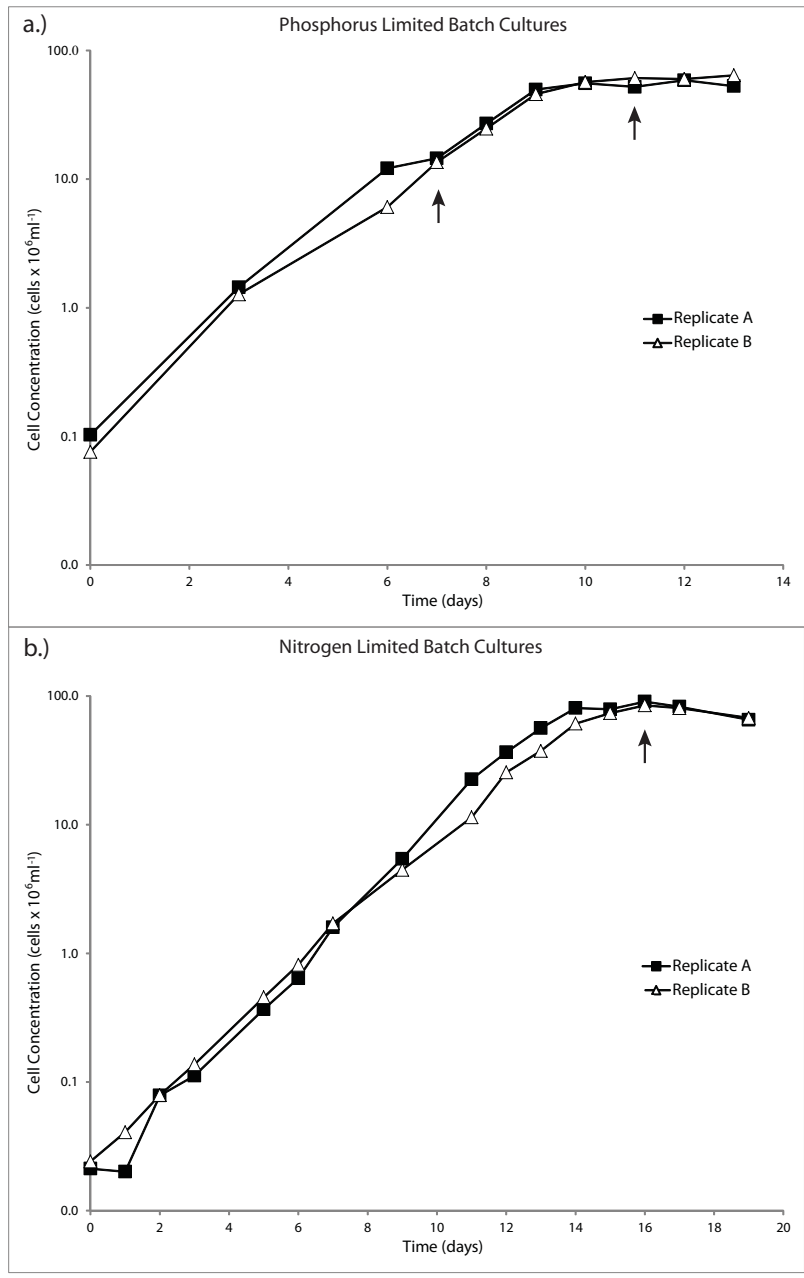 a.)
Phosphorus Limited Batch Cultures
100.0
10.0
1.0
0.1
0.0
Cell Concentration (cells x 10⁶ml⁻¹)
Replicate A
Replicate B
0 2 4 6 8 10 12 14
Time (days)
b.)
Nitrogen Limited Batch Cultures
100.0
10.0
1.0
0.1
0.0
Cell Concentration (cells x 10⁶ml⁻¹)
Replicate A
Replicate B
0 2 4 6 8 10 12 14 16 18 20
Time (days)